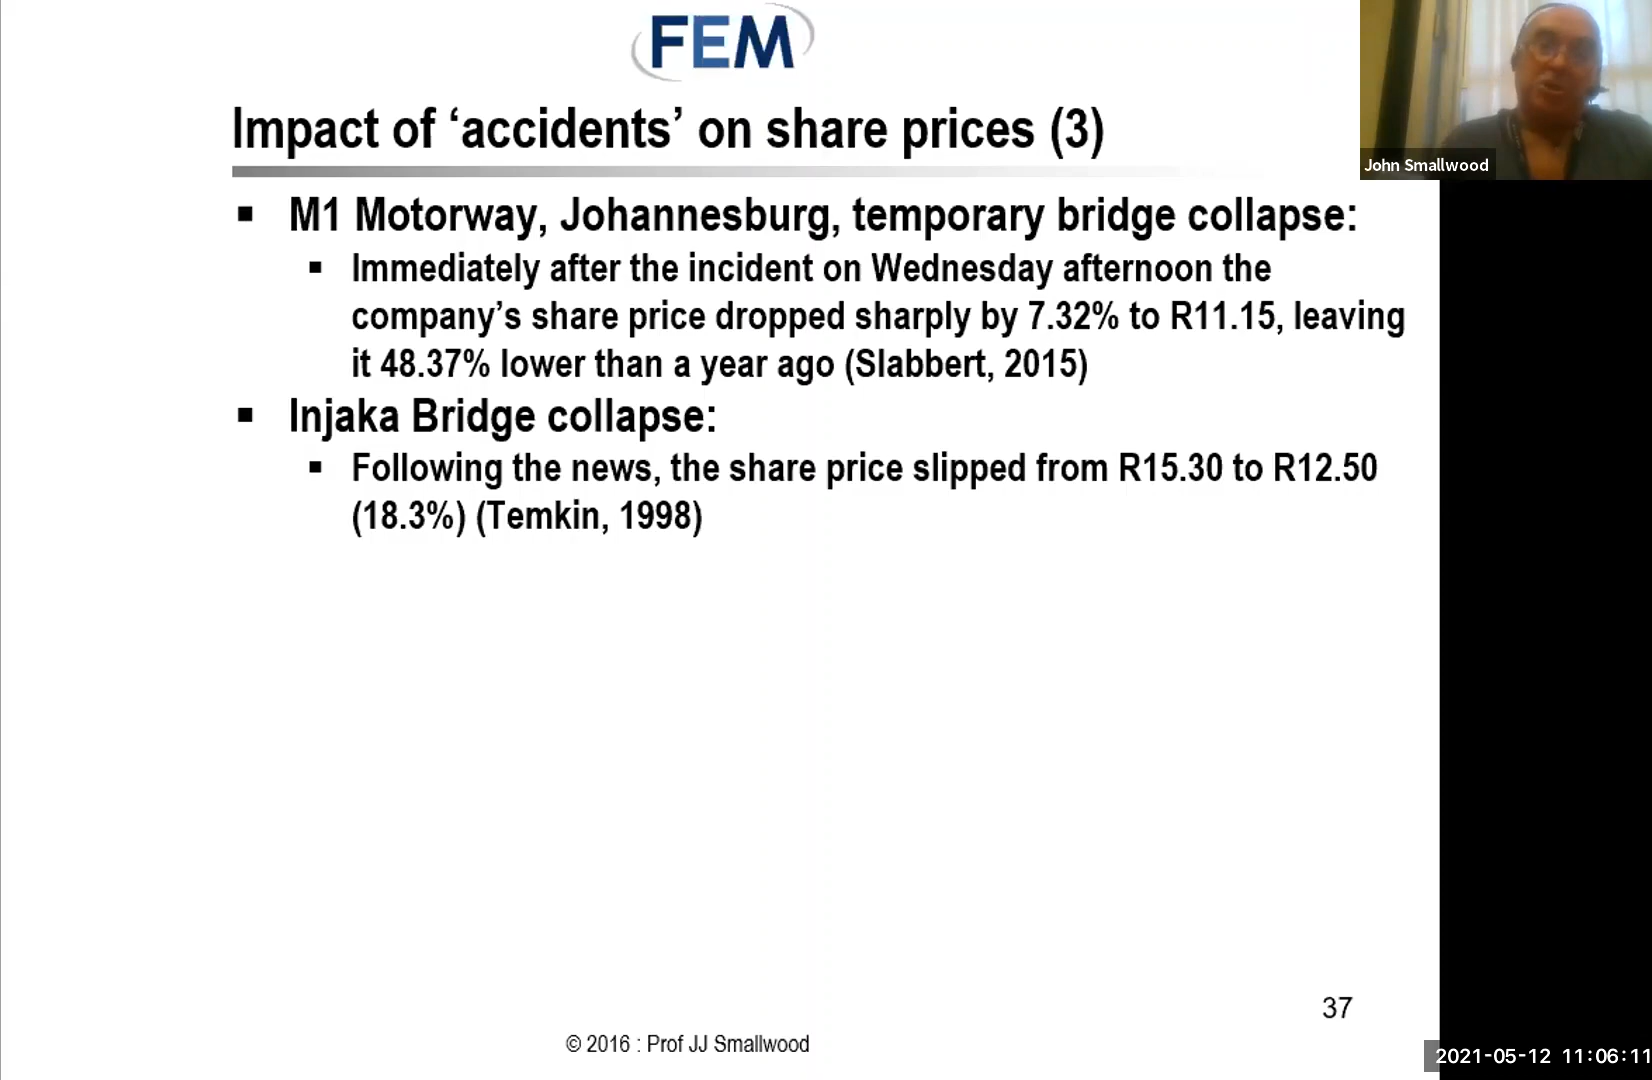 FEM
Impact of ‘accidents’ on share prices (3)
John Smallwood
▪ M1 Motorway, Johannesburg, temporary bridge collapse:
▪ Immediately after the incident on Wednesday afternoon the
company’s share price dropped sharply by 7.32% to R11.15, leaving
it 48.37% lower than a year ago (Slabbert, 2015)
▪ Injaka Bridge collapse:
▪ Following the news, the share price slipped from R15.30 to R12.50
(18.3%) (Temkin, 1998)
37
© 2016 : Prof JJ Smallwood
2021-05-12 11:06:11